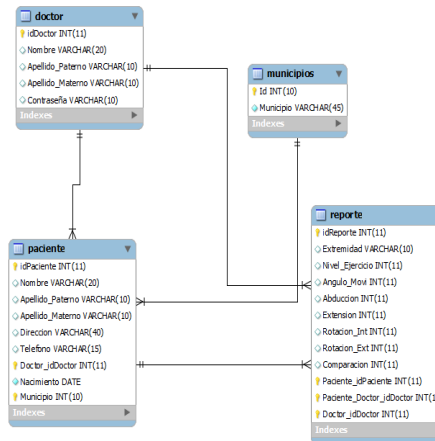 doctor
idDoctor INT(11)
Nombre VARCHAR(20)
Apellido_Paterno VARCHAR(10)
Apellido_Materno VARCHAR(10)
Contraseña VARCHAR(10)
Indexes
municipios
Id INT(10)
Municipio VARCHAR(45)
Indexes
paciente
idPaciente INT(11)
Nombre VARCHAR(20)
Apellido_Paterno VARCHAR(10)
Apellido_Materno VARCHAR(10)
Direccion VARCHAR(40)
Telefono VARCHAR(15)
Doctor_idDoctor INT(11)
Nacimiento DATE
Municipio INT(10)
Indexes
reporte
idReporte INT(11)
Extremidad VARCHAR(10)
Nivel_Ejercicio INT(11)
Angulo_Movi INT(11)
Abduccion INT(11)
Extension INT(11)
Rotacion_Int INT(11)
Rotacion_Ext INT(11)
Comparacion INT(11)
Paciente_idPaciente INT(11)
Paciente_Doctor_idDoctor INT(1
Doctor_idDoctor INT(11)
Indexes